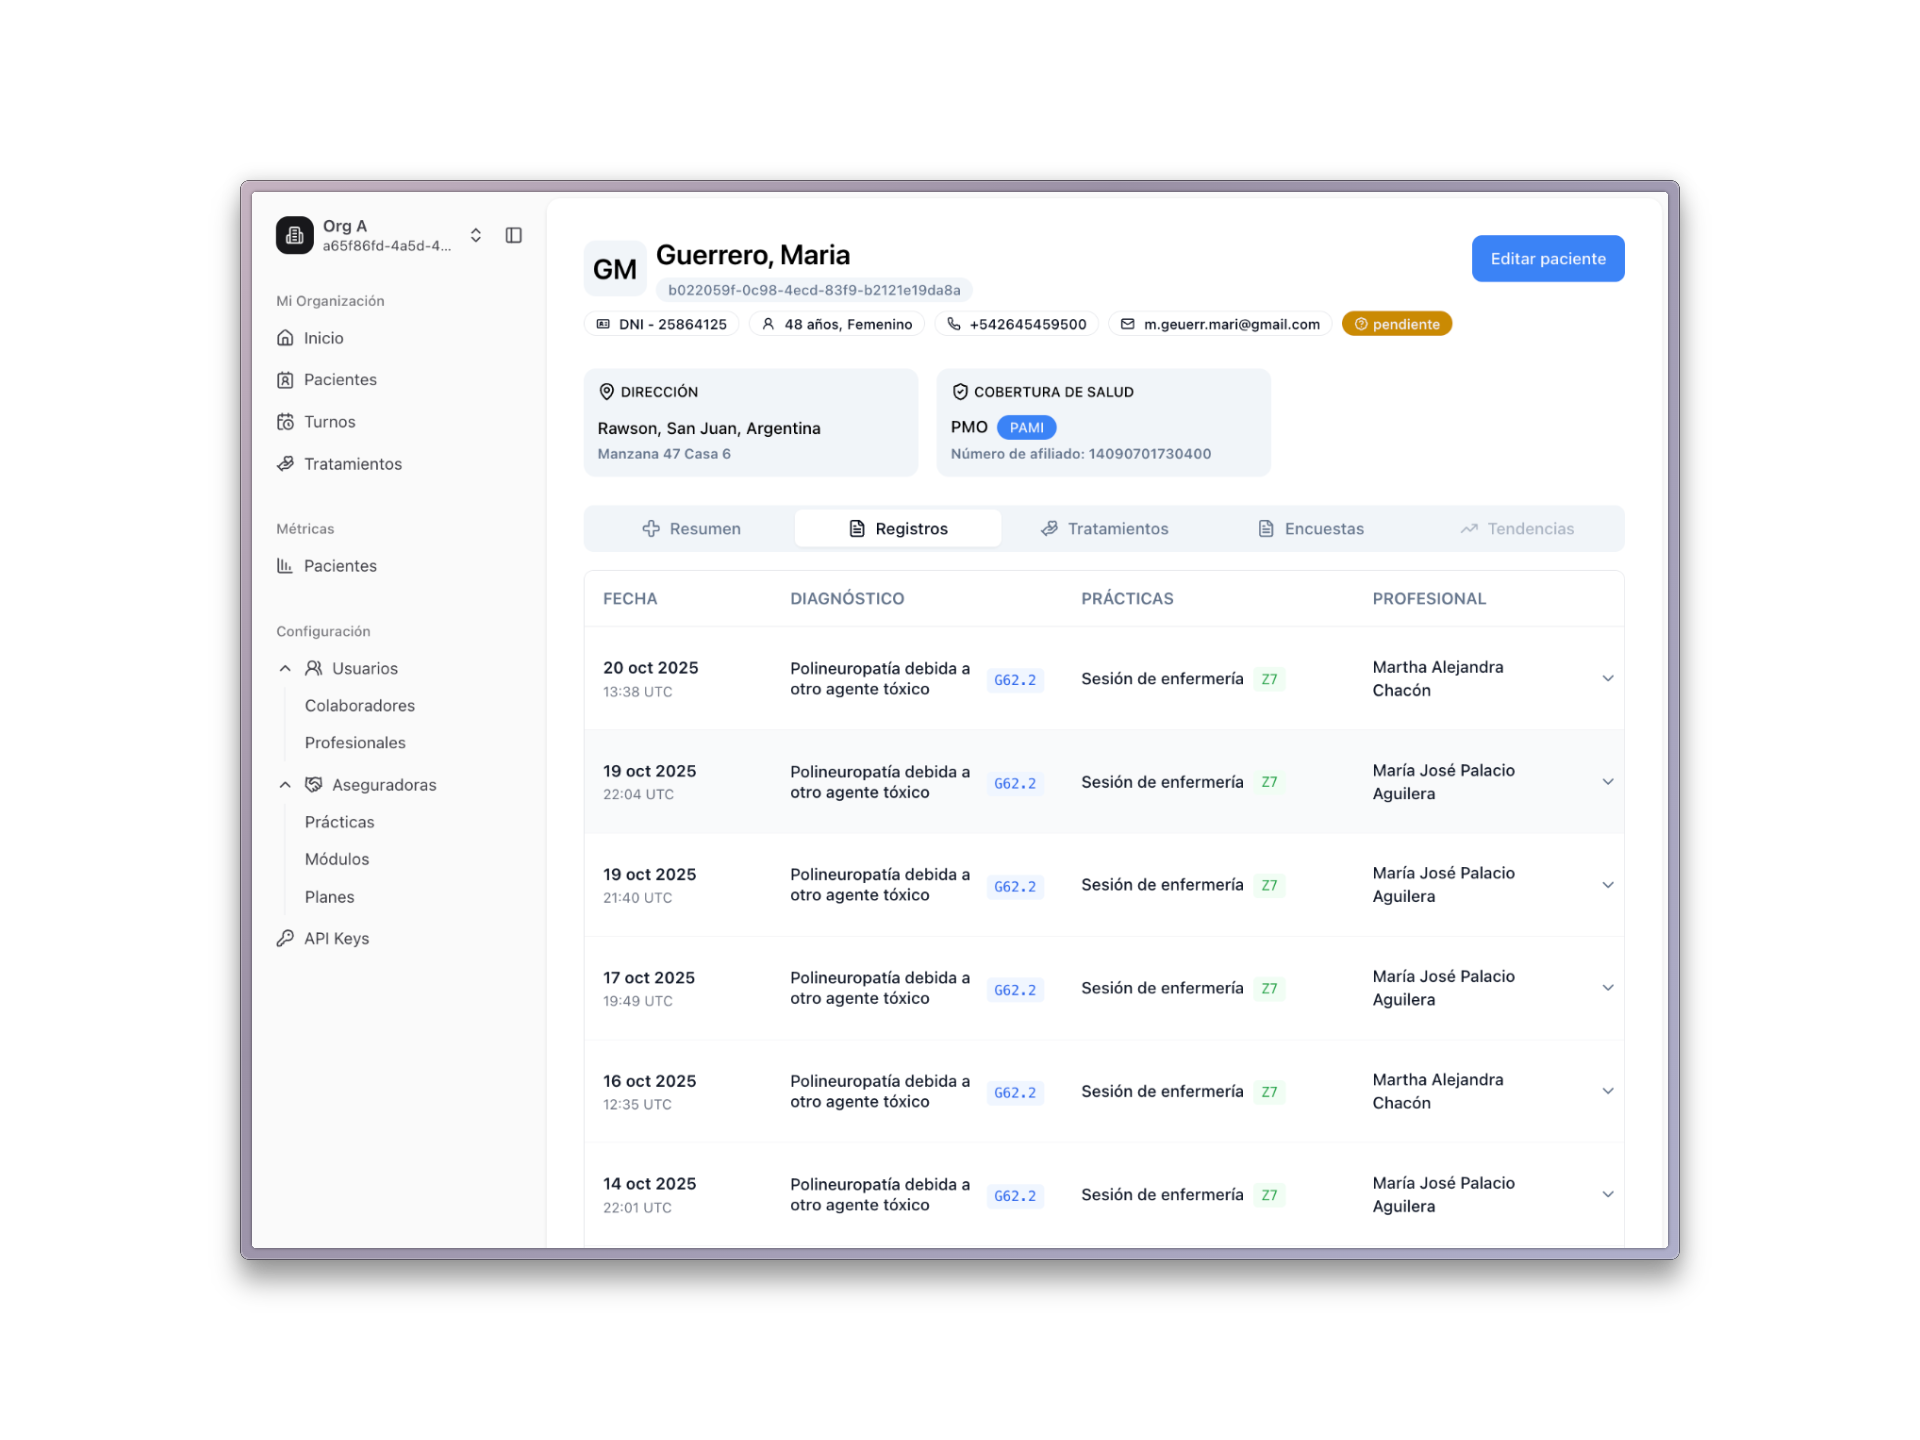 Org A
a65f86fd-4a5d-4...
Mi Organización
Inicio
Pacientes
Turnos
Tratamientos
Métricas
Pacientes
Configuración
Usuarios
Colaboradores
Profesionales
Aseguradoras
Prácticas
Módulos
Planes
API Keys
GM
Guerrero, Maria
b022059f-0c98-4ecd-83f9-b2121e19da8a
Editar paciente
DNI - 25864125
48 años, Femenino
+542645459500
m.geuerr.mari@gmail.com
pendiente
DIRECCIÓN
Rawson, San Juan, Argentina
Manzana 47 Casa 6
COBERTURA DE SALUD
PMO PAMI
Número de afiliado: 14090701730400
Resumen
Registros
Tratamientos
Encuestas
Tendencias
FECHA DIAGNÓSTICO PRÁCTICAS PROFESIONAL
20 oct 2025
13:38 UTC
Polineuropatía debida a
otro agente tóxico
G62.2
Sesión de enfermería Z7
Martha Alejandra
Chacón
19 oct 2025
22:04 UTC
Polineuropatía debida a
otro agente tóxico
G62.2
Sesión de enfermería Z7
María José Palacio
Aguilera
19 oct 2025
21:40 UTC
Polineuropatía debida a
otro agente tóxico
G62.2
Sesión de enfermería Z7
María José Palacio
Aguilera
17 oct 2025
19:49 UTC
Polineuropatía debida a
otro agente tóxico
G62.2
Sesión de enfermería Z7
María José Palacio
Aguilera
16 oct 2025
12:35 UTC
Polineuropatía debida a
otro agente tóxico
G62.2
Sesión de enfermería Z7
Martha Alejandra
Chacón
14 oct 2025
22:01 UTC
Polineuropatía debida a
otro agente tóxico
G62.2
Sesión de enfermería Z7
María José Palacio
Aguilera